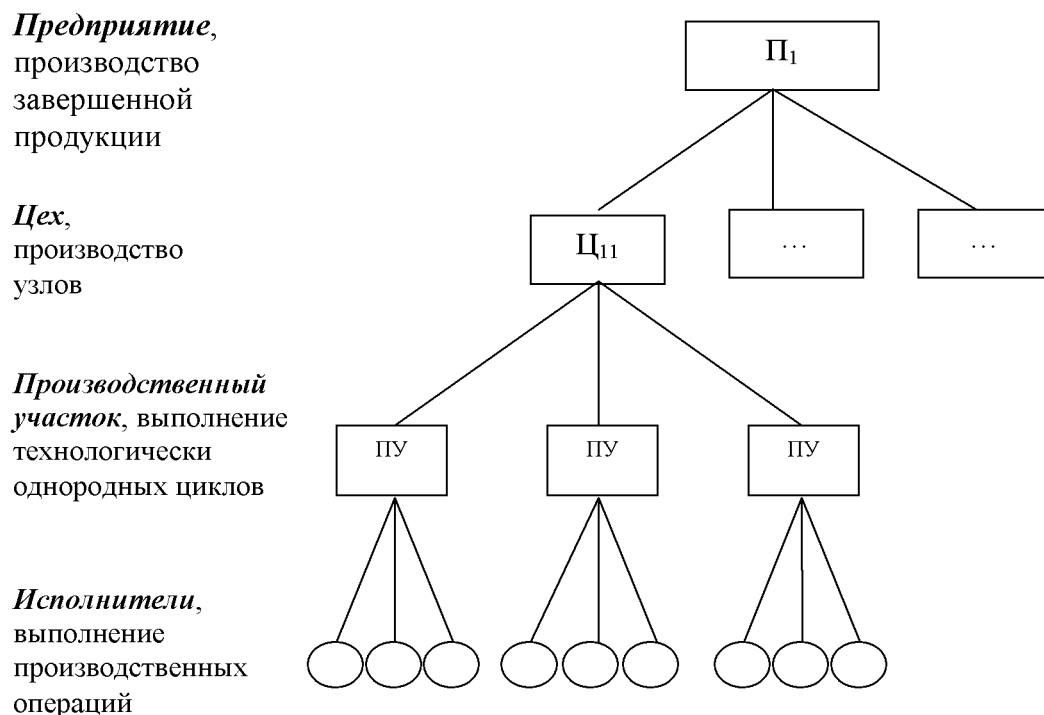 Предприятие,
производство
завершенной
продукции
П₁
Цех,
производство
узлов
Ц₁₁
...
...
Производственный
участок, выполнение
технологически
однородных циклов
ПУ
ПУ
ПУ
Исполнители,
выполнение
производственных
операций